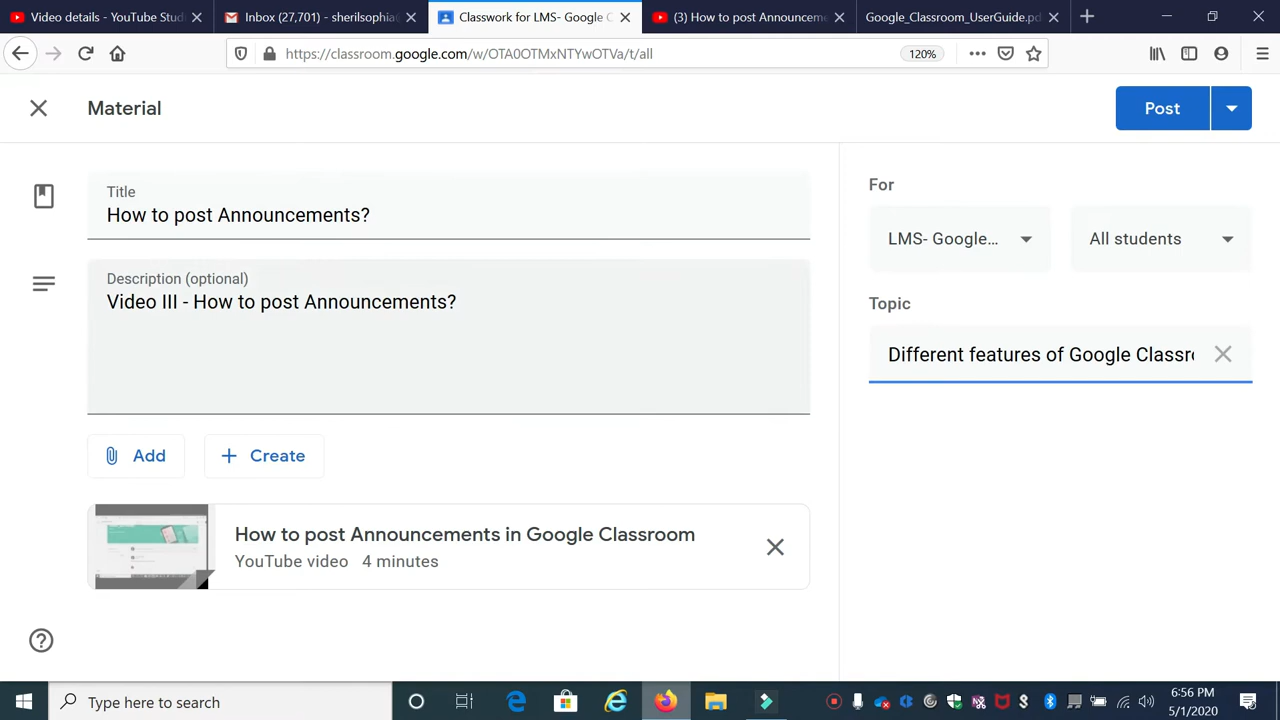 Video details - YouTube Stud
Inbox (27,701) - sherilsophia@
Classwork for LMS- Google C
(3) How to post Announceme
Google_Classroom_UserGuide.pd
https://classroom.google.com/w/OTA0OTMxNTYwOTVa/t/all
120%
Material
Post
Title
How to post Announcements?
Description (optional)
Video III - How to post Announcements?
Add
Create
How to post Announcements in Google Classroom
YouTube video 4 minutes
For
LMS- Google...
All students
Topic
Different features of Google Classr
Type here to search
6:56 PM
5/1/2020